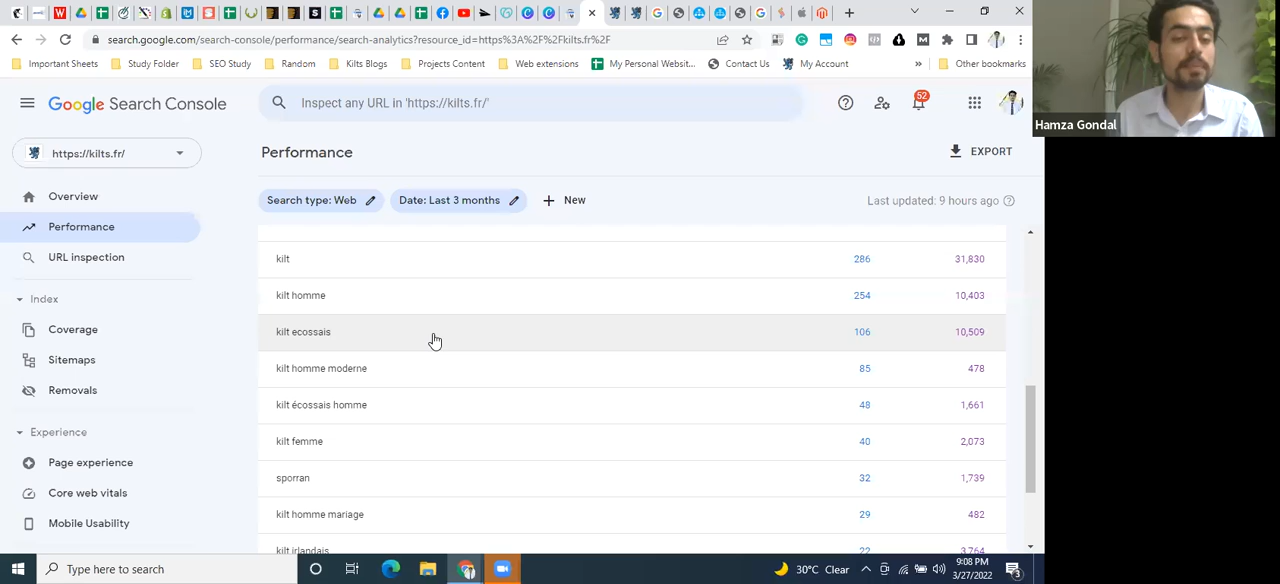 search.google.com/search-console/performance/search-analytics?resource_id=https%3A%2F%2Fkilts.fr%2F
Important Sheets
Study Folder
SEO Study
Random
Kilts Blogs
Projects Content
Web extensions
My Personal Websit...
Contact Us
My Account
»
Other bookmarks
Google Search Console
Inspect any URL in 'https://kilts.fr/'
52
Hamza Gondal
https://kilts.fr/
Performance
EXPORT
Overview
Search type: Web
Date: Last 3 months
New
Last updated: 9 hours ago
Performance
URL inspection
kilt 286 31,830
Index
kilt homme 254 10,403
Coverage
kilt ecossais 106 10,509
Sitemaps
kilt homme moderne 85 478
Removals
kilt écossais homme 48 1,661
Experience
kilt femme 40 2,073
Page experience
sporran 32 1,739
Core web vitals
kilt homme mariage 29 482
Mobile Usability
kilt irlandais 22 3,764
Type here to search
30°C Clear
9:08 PM
3/27/2022
3